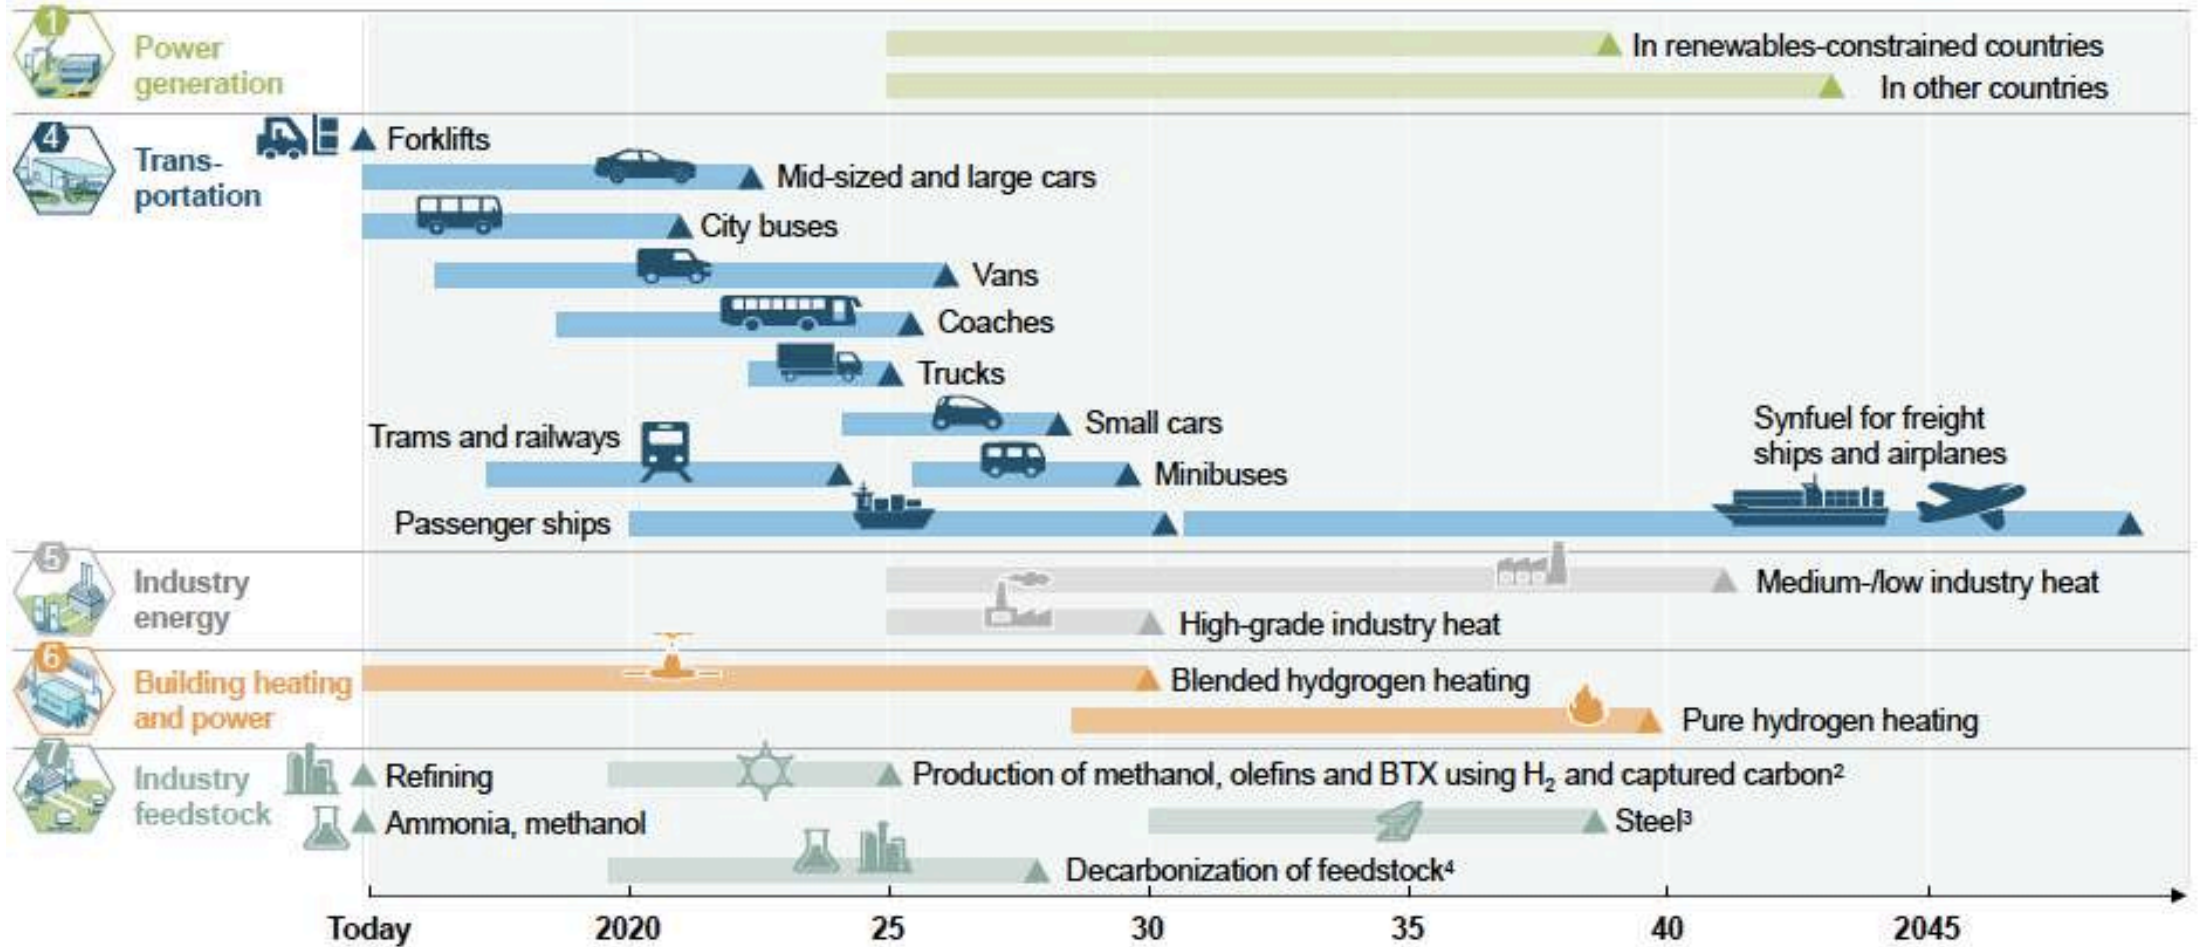 1
Power
generation
In renewables-constrained countries
In other countries
4
Trans-
portation
Forklifts
Mid-sized and large cars
City buses
Vans
Coaches
Trucks
Small cars
Trams and railways
Minibuses
Synfuel for freight
ships and airplanes
Passenger ships
5
Industry
energy
Medium-/low industry heat
High-grade industry heat
6
Building heating
and power
Blended hydgrogen heating
Pure hydrogen heating
7
Industry
feedstock
Refining
Production of methanol, olefins and BTX using H₂ and captured carbon²
Ammonia, methanol
Steel³
Decarbonization of feedstock⁴
Today 2020 25 30 35 40 2045